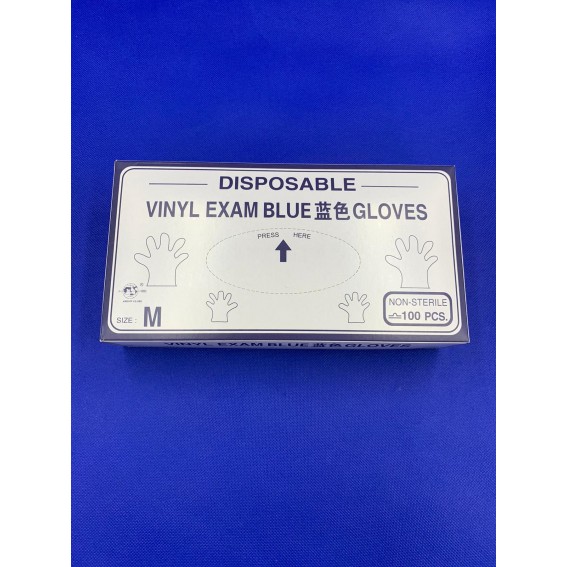 DISPOSABLE
VINYL EXAM BLUE 蓝色 GLOVES
PRESS HERE
NON-STERILE
100 PCS.
SIZE : M
VINYL EXAM BLUE 蓝色 GLOVES